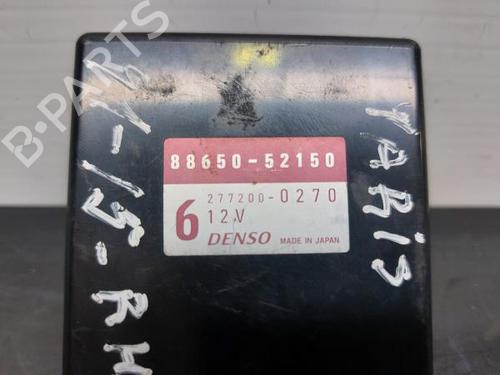 B-PARTS
88650-52150
277200-0270
6
12V
DENSO MADE IN JAPAN
YARIS